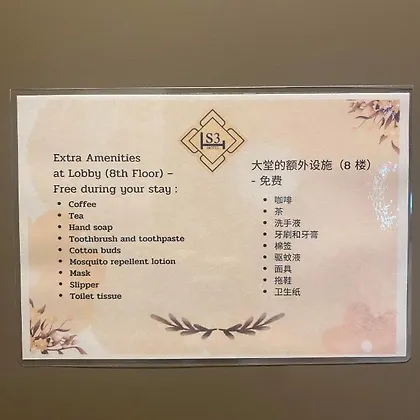 S3
HOTEL
Extra Amenities
at Lobby (8th Floor) –
Free during your stay :
• Coffee
• Tea
• Hand soap
• Toothbrush and toothpaste
• Cotton buds
• Mosquito repellent lotion
• Mask
• Slipper
• Toilet tissue
大堂的额外设施（8 楼）
- 免费
• 咖啡
• 茶
• 洗手液
• 牙刷和牙膏
• 棉签
• 驱蚊液
• 面具
• 拖鞋
• 卫生纸